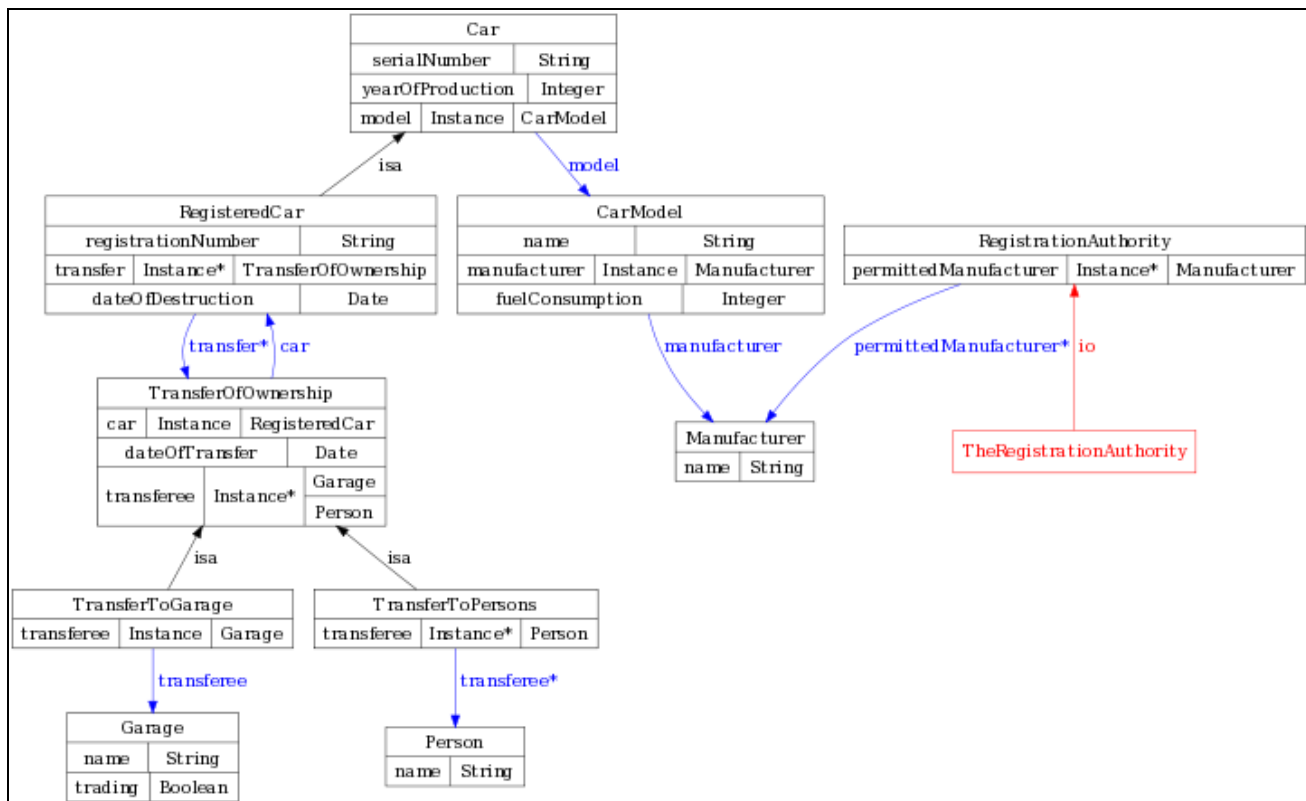 Car
serialNumber String
yearOfProduction Integer
model Instance CarModel
isa
model
RegisteredCar
registrationNumber String
transfer Instance* TransferOfOwnership
dateOfDestruction Date
CarModel
name String
manufacturer Instance Manufacturer
fuelConsumption Integer
RegistrationAuthority
permittedManufacturer Instance* Manufacturer
transfer* car
manufacturer
permittedManufacturer* io
TransferOfOwnership
car Instance RegisteredCar
dateOfTransfer Date
transferee Instance* Garage
Person
Manufacturer
name String
TheRegistrationAuthority
isa
isa
TransferToGarage
transferee Instance Garage
TransferToPersons
transferee Instance* Person
transferee
transferee*
Garage
name String
trading Boolean
Person
name String